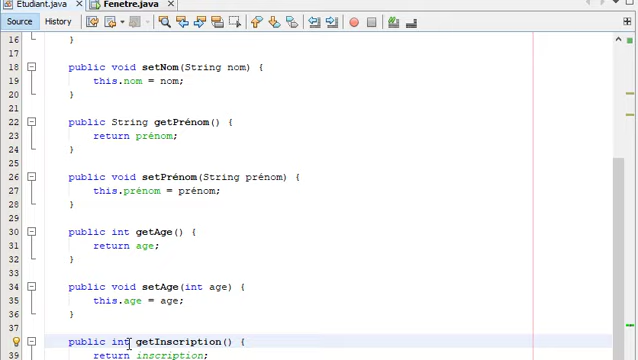 Etudiant.java Fenetre.java
Source History
16 }
17
18 public void setNom(String nom) {
19 this.nom = nom;
20 }
21
22 public String getPrénom() {
23 return prénom;
24 }
25
26 public void setPrénom(String prénom) {
27 this.prénom = prénom;
28 }
29
30 public int getAge() {
31 return age;
32 }
33
34 public void setAge(int age) {
35 this.age = age;
36 }
37
public int getInscription() {
39 return inscription;